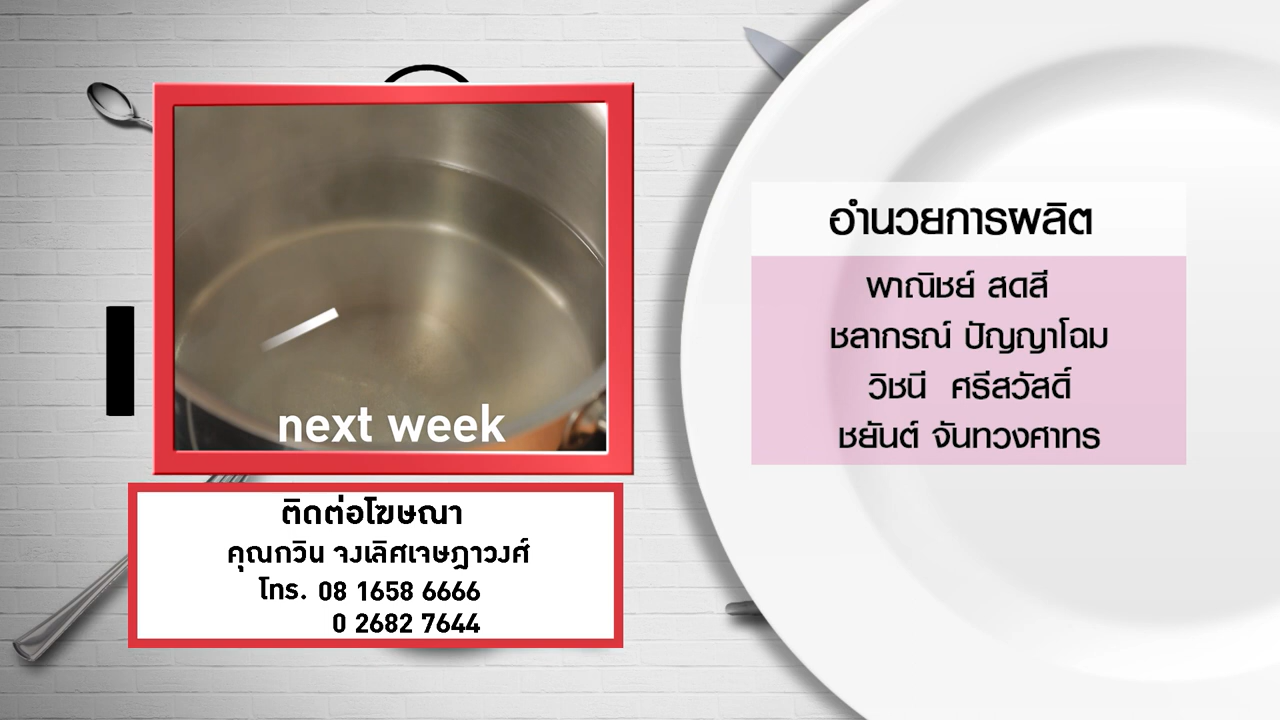 next week
ติดต่อโฆษณา
คุณกวิน จงเลิศเจษฎาวงศ์
โทร. 08 1658 6666
0 2682 7644
อำนวยการผลิต
พาณิชย์ สดสี
ชลากรณ์ ปัญญาโฉม
วิชนี ศรีสวัสดิ์
ชยันต์ จันทวงศาทร